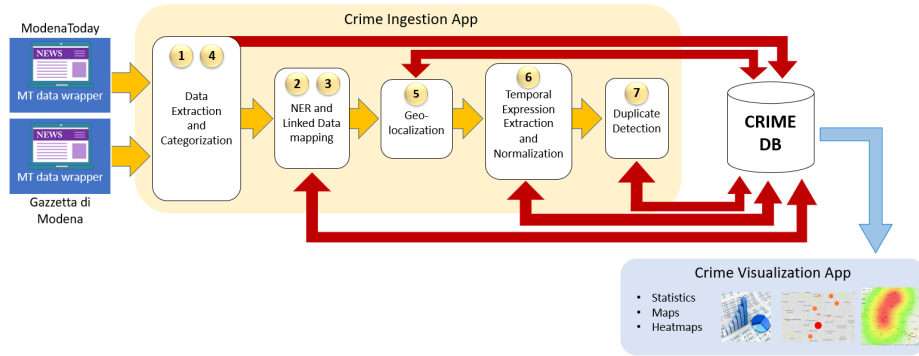 ModenaToday
NEWS
MT data wrapper
NEWS
MT data wrapper
Gazzetta di
Modena
Crime Ingestion App
1 4
Data
Extraction
and
Categorization
2 3
NER and
Linked Data
mapping
5
Geo-
localization
6
Temporal
Expression
Extraction
and
Normalization
7
Duplicate
Detection
CRIME
DB
Crime Visualization App
• Statistics
• Maps
• Heatmaps